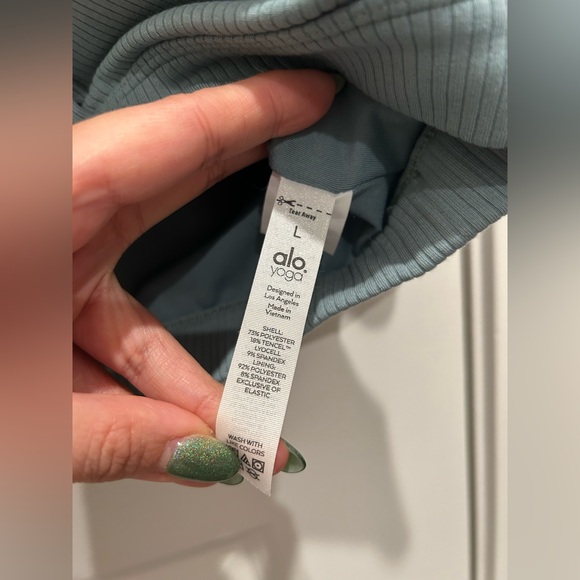 Tear Away
L
alo
yoga
Designed in
Los Angeles
Made in
Vietnam
SHELL:
73% POLYESTER
18% TENCEL™
LYOCELL
9% SPANDEX
LINING:
92% POLYESTER
8% SPANDEX
EXCLUSIVE OF
ELASTIC
WASH WITH
LIKE COLORS